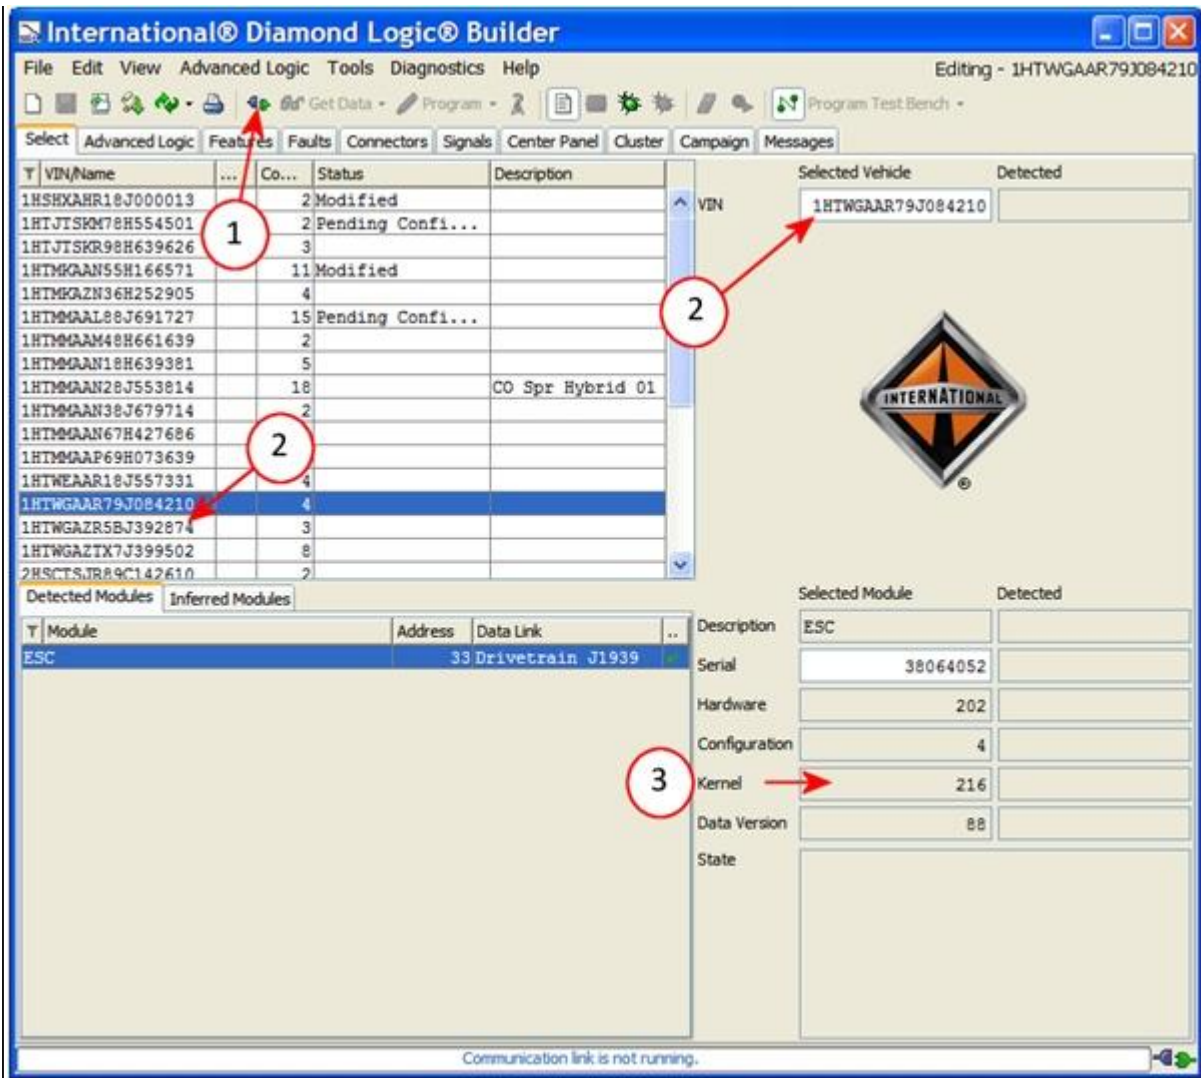 International® Diamond Logic® Builder
File Edit View Advanced Logic Tools Diagnostics Help Editing - 1HTWGAAR79J084210
Get Data Program Program Test Bench
Select Advanced Logic Features Faults Connectors Signals Center Panel Cluster Campaign Messages
VIN/Name ... Co... Status Description
1HSHXAHR18J000013 2 Modified
1HTJTSKM78H554501 2 Pending Confi...
1HTJTSKR98H639626 3
1HTMKAAN55H166571 11 Modified
1HTMKAZN36H252905 4
1HTMMAAL88J691727 15 Pending Confi...
1HTMMAAM48H661639 2
1HTMMAAN18H639381 5
1HTMMAAN28J553814 18 CO Spr Hybrid 01
1HTMMAAN38J679714 2
1HTMMAAN67H427686
1HTMMAAP69H073639
1HTWEAAR18J557331 4
1HTWGAAR79J084210 4
1HTWGAZR5BJ392874 3
1HTWGAZTX7J399502 8
2HSCTSJR89C142610 2
1
2
Selected Vehicle Detected
VIN 1HTWGAAR79J084210
2
INTERNATIONAL
®
Detected Modules Inferred Modules
Module Address Data Link ..
ESC 33 Drivetrain J1939
Selected Module Detected
Description ESC
Serial 38064052
Hardware 202
Configuration 4
3 Kernel 216
Data Version 88
State
Communication link is not running.